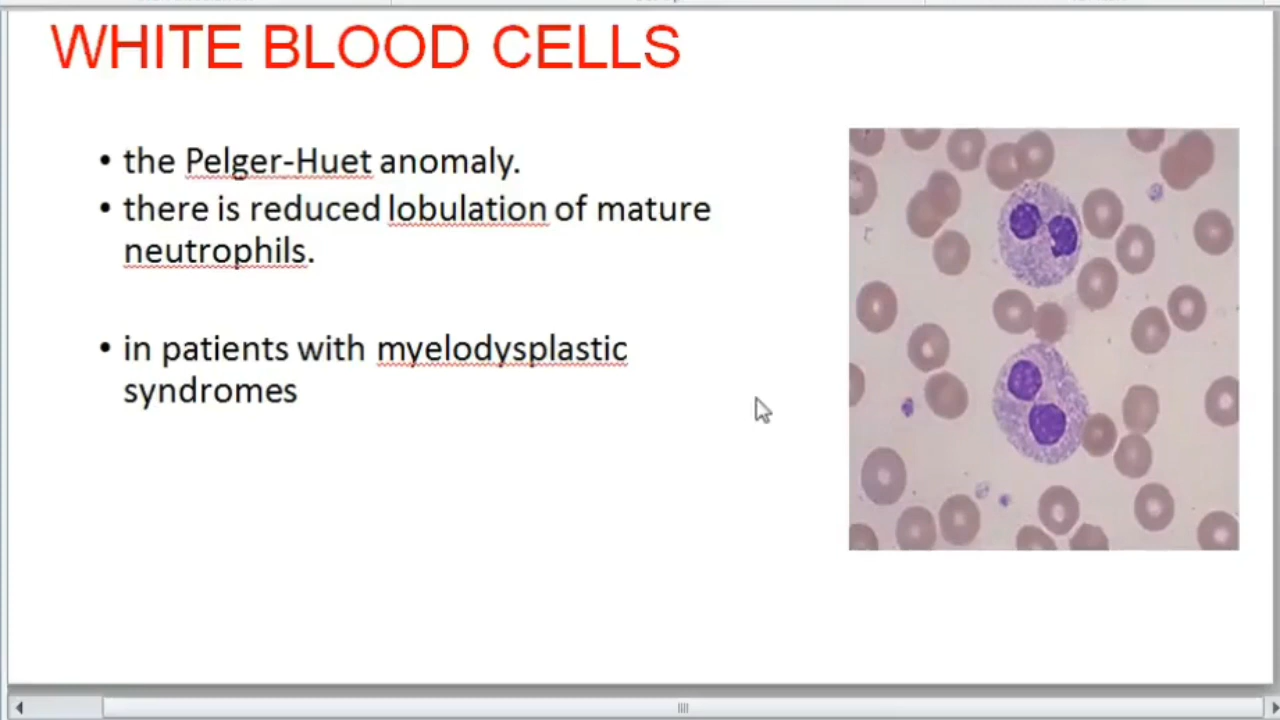 WHITE BLOOD CELLS
• the Pelger-Huet anomaly.
• there is reduced lobulation of mature
neutrophils.
• in patients with myelodysplastic
syndromes